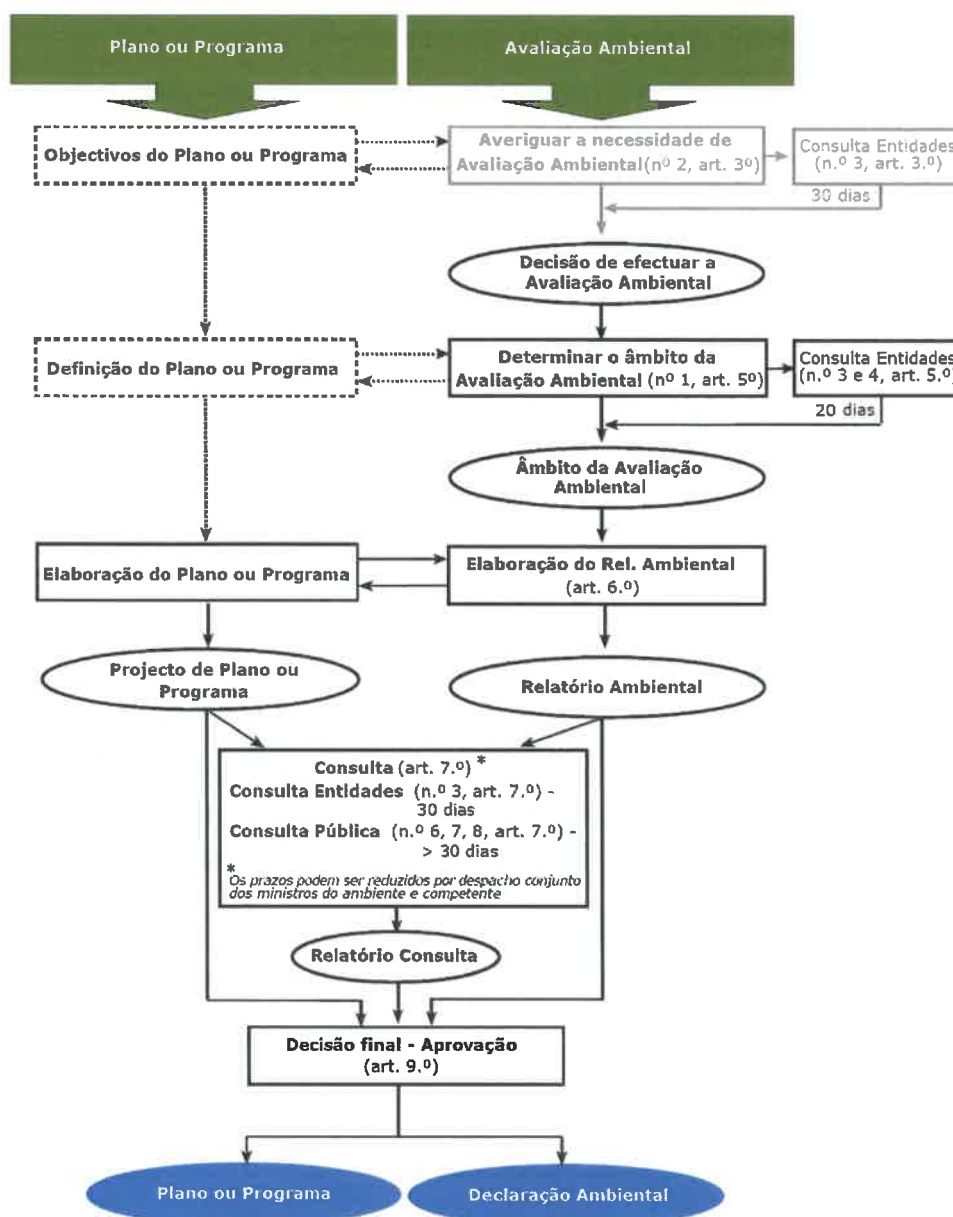 Plano ou Programa
Avaliação Ambiental
Objectivos do Plano ou Programa
Averiguar a necessidade de
Avaliação Ambiental (nº 2, art. 3º)
Consulta Entidades
(n.º 3, art. 3.º)
30 dias
Decisão de efectuar a
Avaliação Ambiental
Definição do Plano ou Programa
Determinar o âmbito da
Avaliação Ambiental (nº 1, art. 5º)
Consulta Entidades
(n.º 3 e 4, art. 5.º)
20 dias
Âmbito da Avaliação
Ambiental
Elaboração do Plano ou Programa
Elaboração do Rel. Ambiental
(art. 6.º)
Projecto de Plano ou
Programa
Relatório Ambiental
Consulta (art. 7.º) *
Consulta Entidades (n.º 3, art. 7.º) -
30 dias
Consulta Pública (n.º 6, 7, 8, art. 7.º) -
> 30 dias
*
Os prazos podem ser reduzidos por despacho conjunto
dos ministros do ambiente e competente
Relatório Consulta
Decisão final - Aprovação
(art. 9.º)
Plano ou Programa
Declaração Ambiental